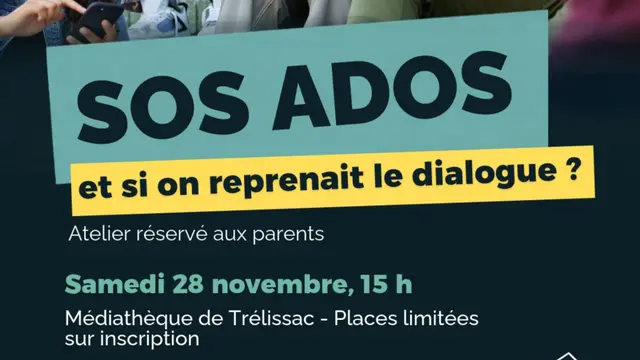 SOS ADOS
et si on reprenait le dialogue ?
Atelier réservé aux parents
Samedi 28 novembre, 15 h
Médiathèque de Trélissac - Places limitées
sur inscription